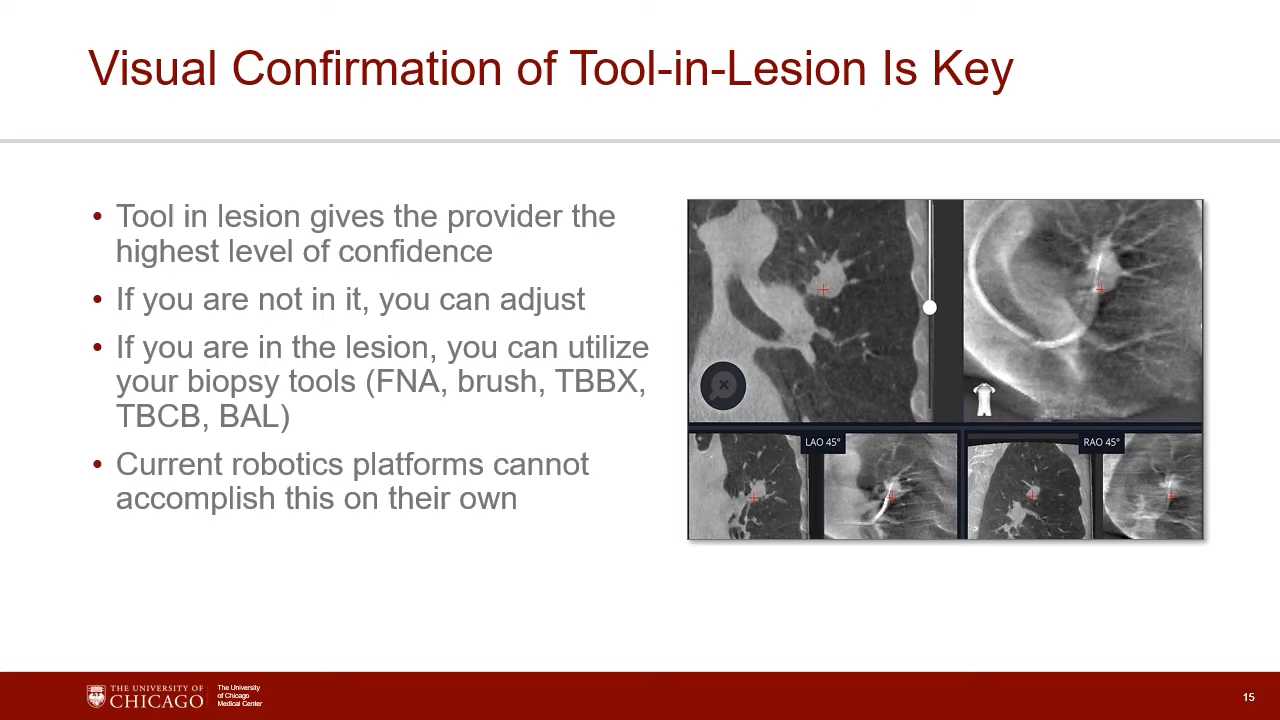 Visual Confirmation of Tool-in-Lesion Is Key
• Tool in lesion gives the provider the
highest level of confidence
• If you are not in it, you can adjust
• If you are in the lesion, you can utilize
your biopsy tools (FNA, brush, TBBX,
TBCB, BAL)
• Current robotics platforms cannot
accomplish this on their own
LAO 45°
RAO 45°
THE UNIVERSITY OF
CHICAGO
The University
of Chicago
Medical Center
15